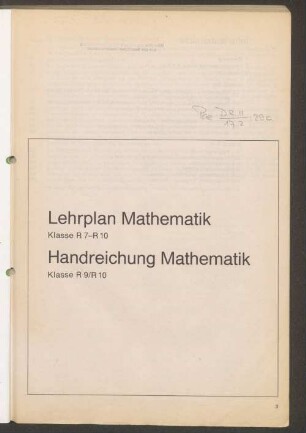 Lehrplan Mathematik
Klasse R 7–R 10
Handreichung Mathematik
Klasse R 9/R 10